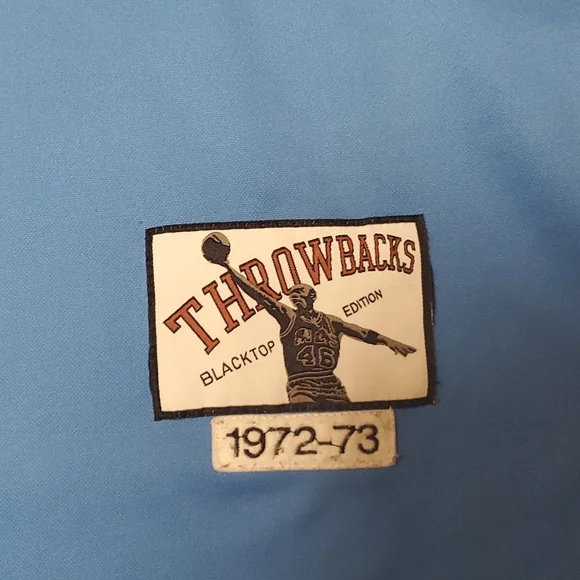 THROWBACKS
BLACKTOP EDITION
46
1972-73